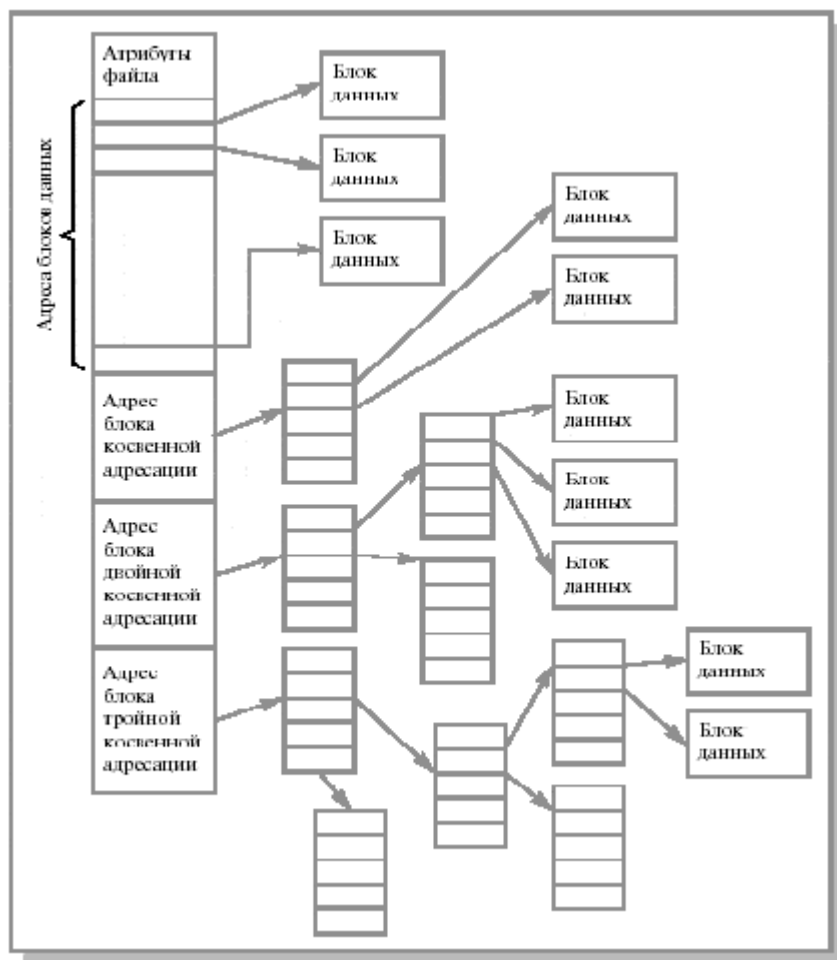 Атрибуты
файла
Адреса блоков данных
Блок
данных
Блок
данных
Блок
данных
Блок
данных
Блок
данных
Адрес
блока
косвенной
адресации
Блок
данных
Блок
данных
Блок
данных
Адрес
блока
двойной
косвенной
адресации
Адрес
блока
тройной
косвенной
адресации
Блок
данных
Блок
данных